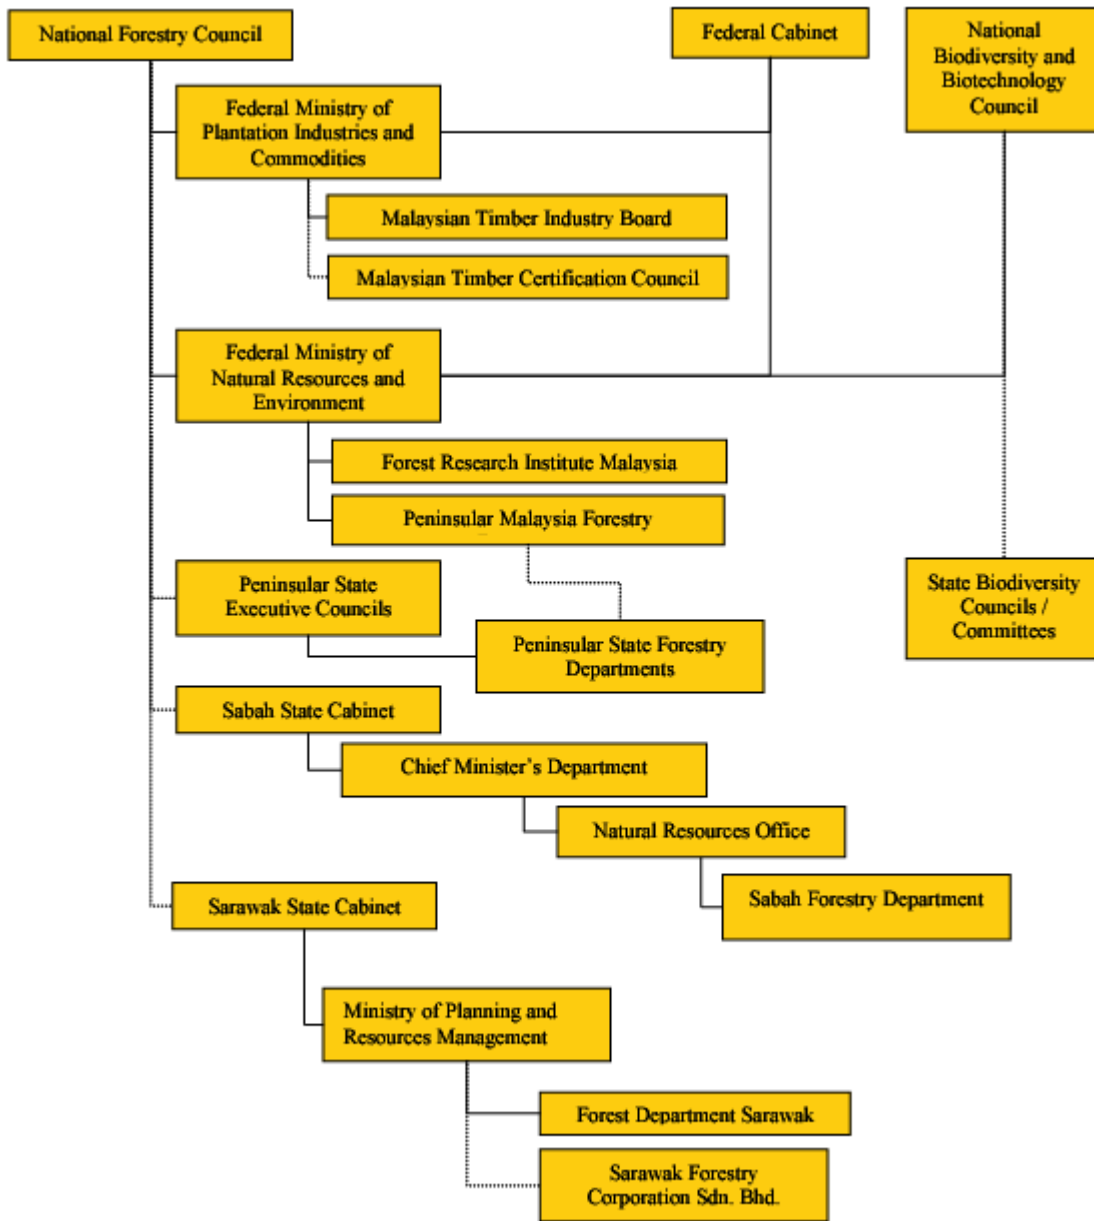 National Forestry Council
Federal Cabinet
National
Biodiversity and
Biotechnology
Council
Federal Ministry of
Plantation Industries and
Commodities
Malaysian Timber Industry Board
Malaysian Timber Certification Council
Federal Ministry of
Natural Resources and
Environment
Forest Research Institute Malaysia
Peninsular Malaysia Forestry
Peninsular State
Executive Councils
State Biodiversity
Councils /
Committees
Peninsular State Forestry
Departments
Sabah State Cabinet
Chief Minister's Department
Natural Resources Office
Sabah Forestry Department
Sarawak State Cabinet
Ministry of Planning and
Resources Management
Forest Department Sarawak
Sarawak Forestry
Corporation Sdn. Bhd.